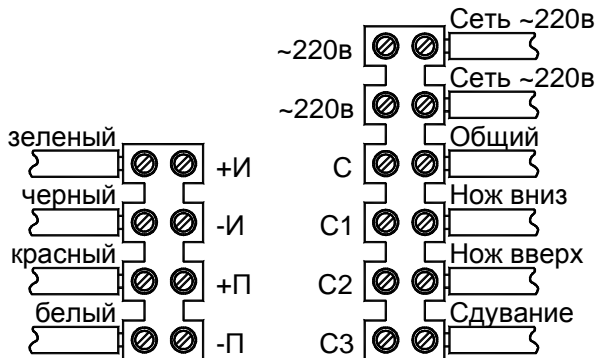 Сеть ~220в
~220в
Сеть ~220в
~220в
зеленый
Общий
+И
С
черный
Нож вниз
-И
С1
красный
Нож вверх
+П
С2
белый
Сдувание
-П
С3